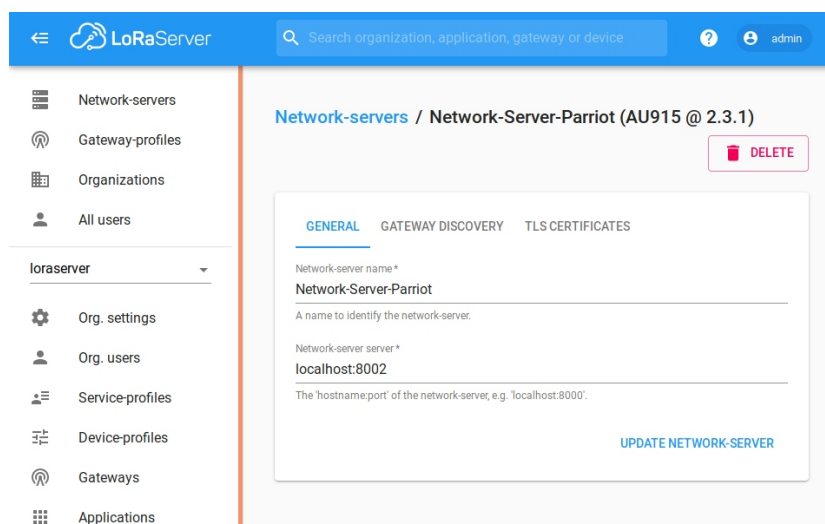 LoRaServer
Search organization, application, gateway or device
? admin
Network-servers
Gateway-profiles
Organizations
All users
loraserver
Org. settings
Org. users
Service-profiles
Device-profiles
Gateways
Applications
Network-servers / Network-Server-Parriot (AU915 @ 2.3.1)
DELETE
GENERAL GATEWAY DISCOVERY TLS CERTIFICATES
Network-server name *
Network-Server-Parriot
A name to identify the network-server.
Network-server server *
localhost:8002
The 'hostname:port' of the network-server, e.g. 'localhost:8000'.
UPDATE NETWORK-SERVER